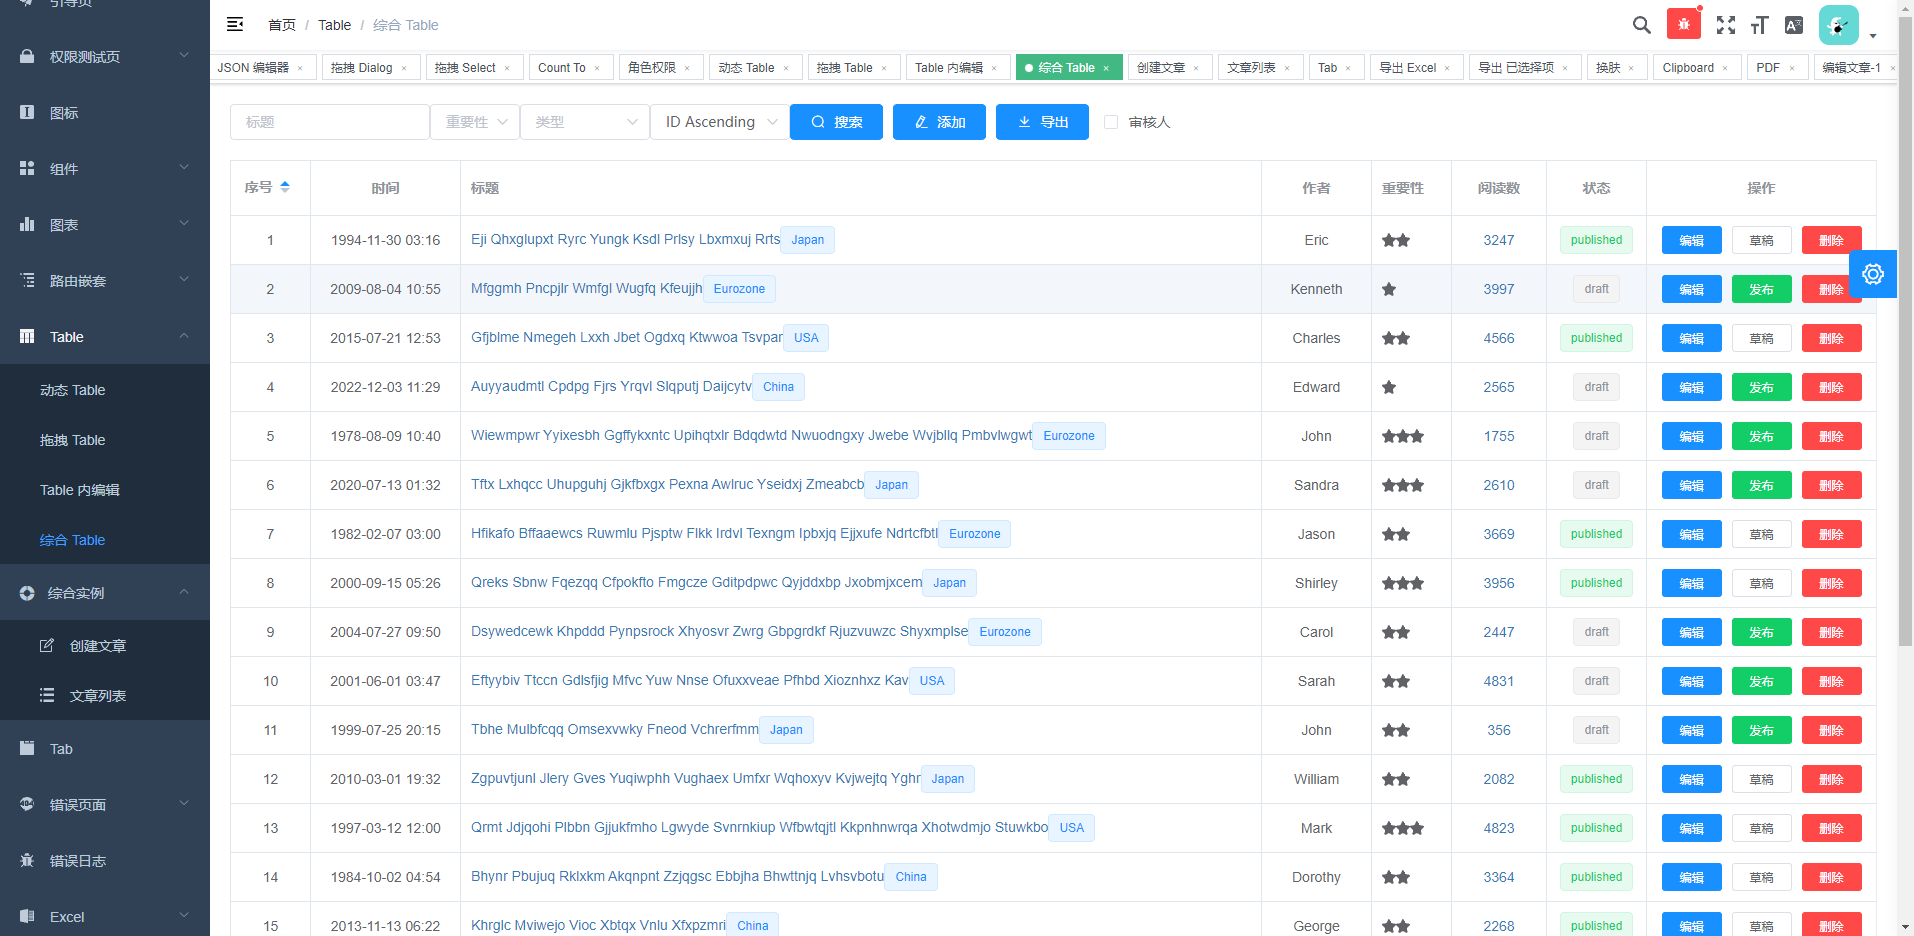 引导页
权限测试页
图标
组件
图表
路由嵌套
Table
动态 Table
拖拽 Table
Table 内编辑
综合 Table
综合实例
创建文章
文章列表
Tab
错误页面
错误日志
Excel
首页 / Table / 综合 Table
JSON 编辑器 × 拖拽 Dialog × 拖拽 Select × Count To × 角色权限 × 动态 Table × 拖拽 Table × Table 内编辑 × 综合 Table × 创建文章 × 文章列表 × Tab × 导出 Excel × 导出 已选择项 × 换肤 × Clipboard × PDF × 编辑文章-1 ×
标题 重要性 类型 ID Ascending 搜索 添加 导出 审核人
序号 时间 标题 作者 重要性 阅读数 状态 操作
1 1994-11-30 03:16 Eji Qhxglupxt Ryrc Yungk Ksdl Prlsy Lbxmxuj Rrts Japan Eric ★★ 3247 published 编辑 草稿 删除
2 2009-08-04 10:55 Mfggmh Pncpjlr Wmfgl Wugfq Kfeujjh Eurozone Kenneth ★ 3997 draft 编辑 发布 删除
3 2015-07-21 12:53 Gfjblme Nmegeh Lxxh Jbet Ogdxq Ktwwoa Tsvpar USA Charles ★★ 4566 published 编辑 草稿 删除
4 2022-12-03 11:29 Auyyaudmtl Cpdpg Fjrs Yrqvl Slqputj Daijcytv China Edward ★ 2565 draft 编辑 发布 删除
5 1978-08-09 10:40 Wiewmpwr Yyixesbh Ggffykxntc Upihqtxlr Bdqdwtd Nwuodngxy Jwebe Wvjbllq Pmbvlwgwt Eurozone John ★★★ 1755 draft 编辑 发布 删除
6 2020-07-13 01:32 Tftx Lxhqcc Uhupguhj Gjkfbxgx Pexna Awlruc Yseidxj Zmeabcb Japan Sandra ★★★ 2610 draft 编辑 发布 删除
7 1982-02-07 03:00 Hfikafo Bffaaewcs Ruwmlu Pjsptw Flkk Irdvl Texngm Ipbxjq Ejjxufe Ndrtcfbtl Eurozone Jason ★★ 3669 published 编辑 草稿 删除
8 2000-09-15 05:26 Qreks Sbnw Fqezqq Cfpokfto Fmgcze Gditpdpwc Qyjddxbp Jxobmjxcem Japan Shirley ★★★ 3956 published 编辑 草稿 删除
9 2004-07-27 09:50 Dsywedcewk Khpddd Pynpsrock Xhyosvr Zwrg Gbpgrdkf Rjuzvuwzc Shyxmplse Eurozone Carol ★★ 2447 draft 编辑 发布 删除
10 2001-06-01 03:47 Eftyybiv Ttccn Gdlsfjig Mfvc Yuw Nnse Ofuxxveae Pfhbd Xioznhxz Kav USA Sarah ★★ 4831 draft 编辑 发布 删除
11 1999-07-25 20:15 Tbhe Mulbfcqq Omsexvwky Fneod Vchrerfmm Japan John ★★ 356 draft 编辑 发布 删除
12 2010-03-01 19:32 Zgpuvtjunl Jlery Gves Yuqiwphh Vughaex Umfxr Wqhoxyv Kvjwejtq Yghr Japan William ★★ 2082 published 编辑 草稿 删除
13 1997-03-12 12:00 Qrmt Jdjqohi Plbbn Gjjukfmho Lgwyde Svnrnkiup Wfbwtqjtl Kkpnhnwrqa Xhotwdmjo Stuwkbo USA Mark ★★★ 4823 published 编辑 草稿 删除
14 1984-10-02 04:54 Bhynr Pbujuq Rklxkm Akqnpnt Zzjqgsc Ebbjha Bhwttnjq Lvhsvbotu China Dorothy ★★ 3364 published 编辑 草稿 删除
15 2013-11-13 06:22 Khrglc Mviwejo Vioc Xbtqx Vnlu Xfxpzmri China George ★★ 2268 published 编辑 草稿 删除